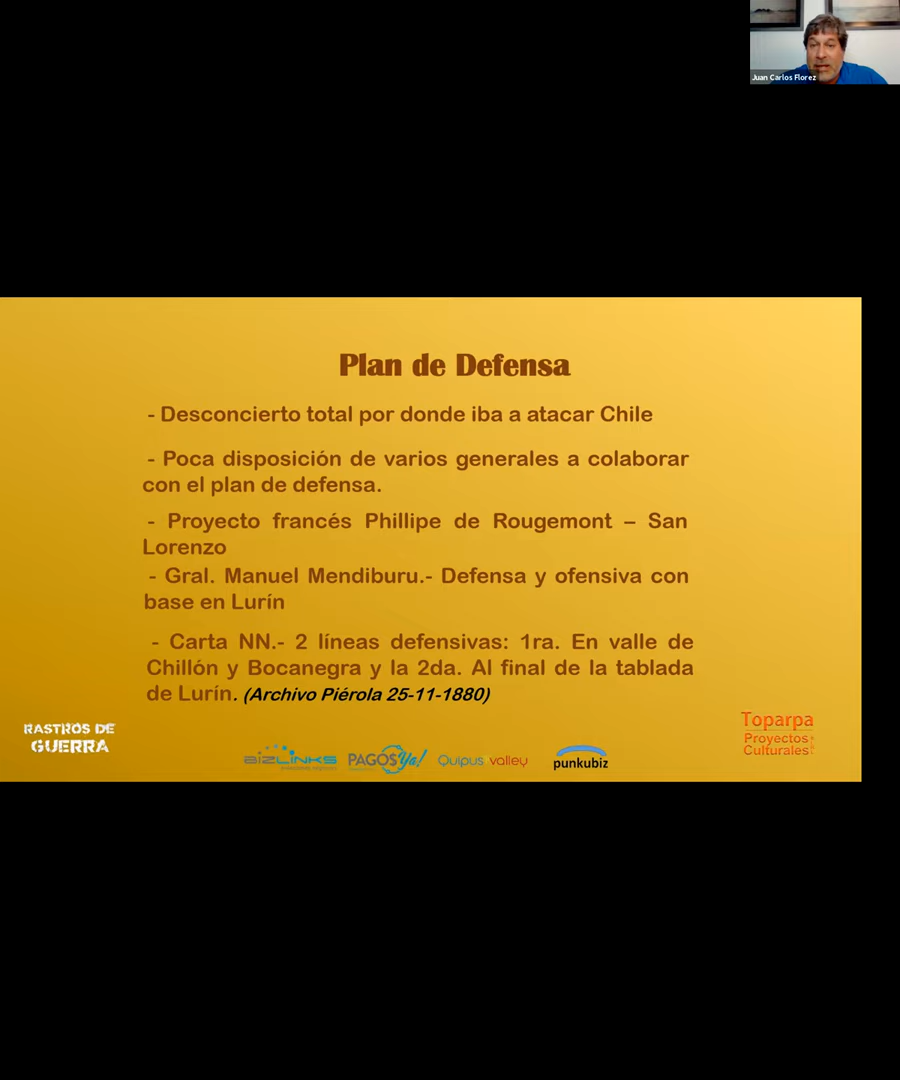 Juan Carlos Florez
Plan de Defensa
- Desconcierto total por donde iba a atacar Chile
- Poca disposición de varios generales a colaborar
con el plan de defensa.
- Proyecto francés Phillipe de Rougemont – San
Lorenzo
- Gral. Manuel Mendiburu.- Defensa y ofensiva con
base en Lurín
- Carta NN.- 2 líneas defensivas: 1ra. En valle de
Chillón y Bocanegra y la 2da. Al final de la tablada
de Lurín. (Archivo Piérola 25-11-1880)
RASTROS DE
GUERRA
BIZLINKS
PAGOSYa!
Quipus valley
punkubiz
Toparpa
Proyectos
Culturales